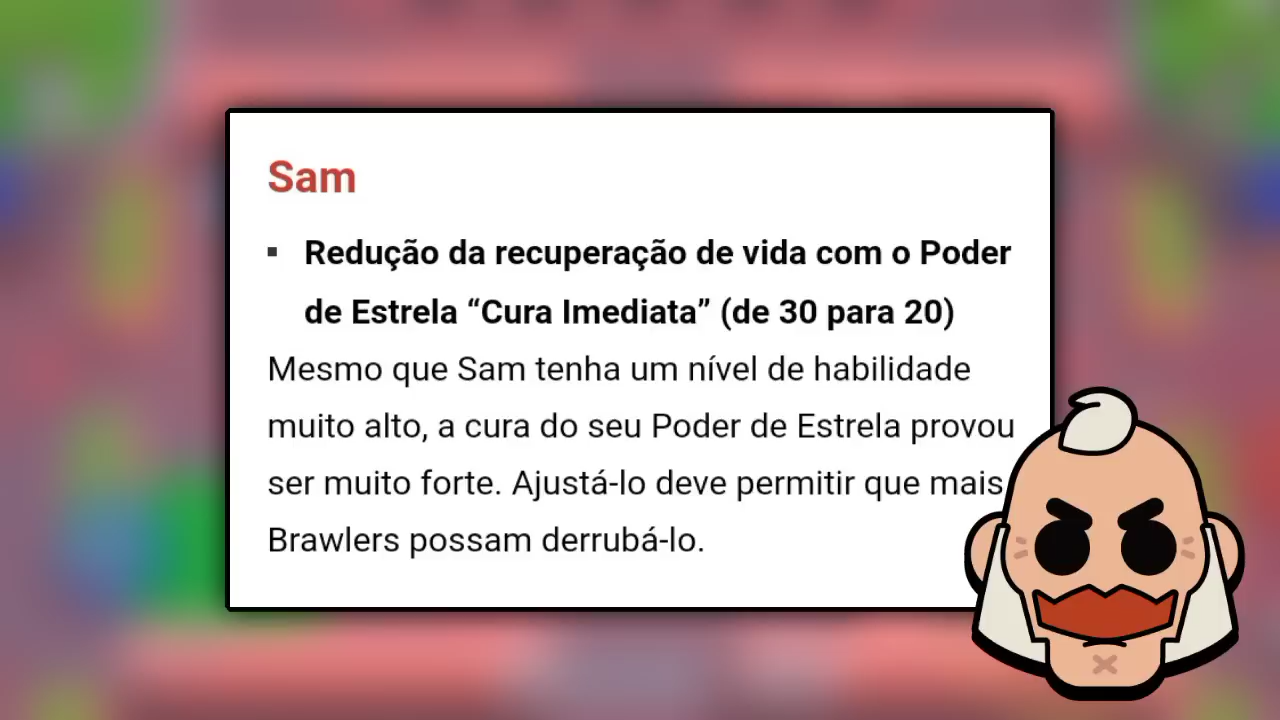 Sam
▪ Redução da recuperação de vida com o Poder
de Estrela “Cura Imediata” (de 30 para 20)
Mesmo que Sam tenha um nível de habilidade
muito alto, a cura do seu Poder de Estrela provou
ser muito forte. Ajustá-lo deve permitir que mais
Brawlers possam derrubá-lo.